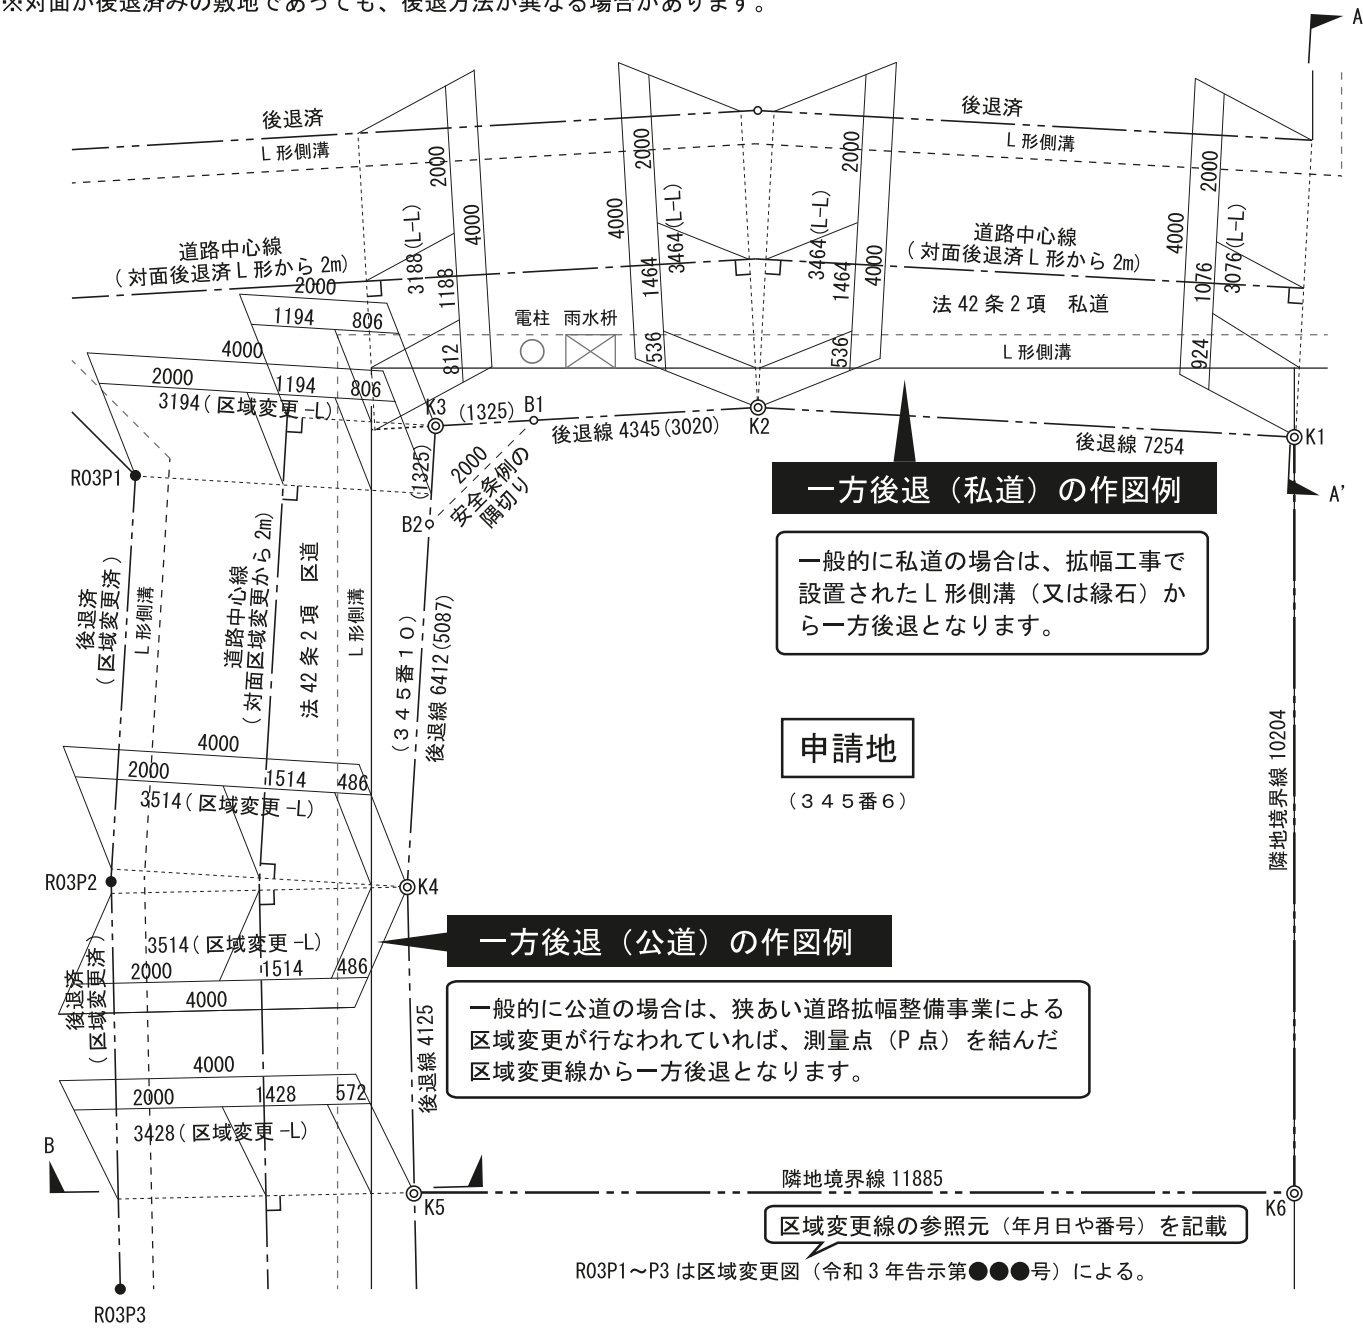 ※対面が後退済みの敷地であっても、後退方法が異なる場合があります。
A
後退済
L形側溝
後退済
L形側溝
2000
4000
3188(L-L)
1188
812
2000
4000
3464(L-L)
1464
536
2000
4000
3464(L-L)
1464
536
2000
4000
1076
3076(L-L)
924
道路中心線
(対面後退済L形から2m)
道路中心線
(対面後退済L形から2m)
法42条2項 私道
L形側溝
電柱 雨水枡
2000
1194
806
4000
2000
1194
806
3194(区域変更-L)
K3
(1325)
B1
後退線 4345(3020)
K2
後退線 7254
K1
A’
(1325)
2000
安全条例の
隅切り
B2
R03P1
一方後退（私道）の作図例
一般的に私道の場合は、拡幅工事で
設置されたL形側溝（又は縁石）か
ら一方後退となります。
後退済
(区域変更済)
L形側溝
道路中心線
(対面区域変更から2m)
法42条2項 区道
L形側溝
(345番10)
後退線 6412(5087)
申請地
（345番6）
隣地境界線 10204
4000
2000
1514
486
3514(区域変更-L)
R03P2
K4
3514(区域変更-L)
2000
1514
486
4000
後退済
(区域変更済)
一方後退（公道）の作図例
一般的に公道の場合は、狭あい道路拡幅整備事業による
区域変更が行なわれていれば、測量点（P点）を結んだ
区域変更線から一方後退となります。
後退線 4125
4000
2000
1428
572
3428(区域変更-L)
B
K5
隣地境界線 11885
K6
区域変更線の参照元（年月日や番号）を記載
R03P1～P3は区域変更図（令和3年告示第●●●号）による。
R03P3